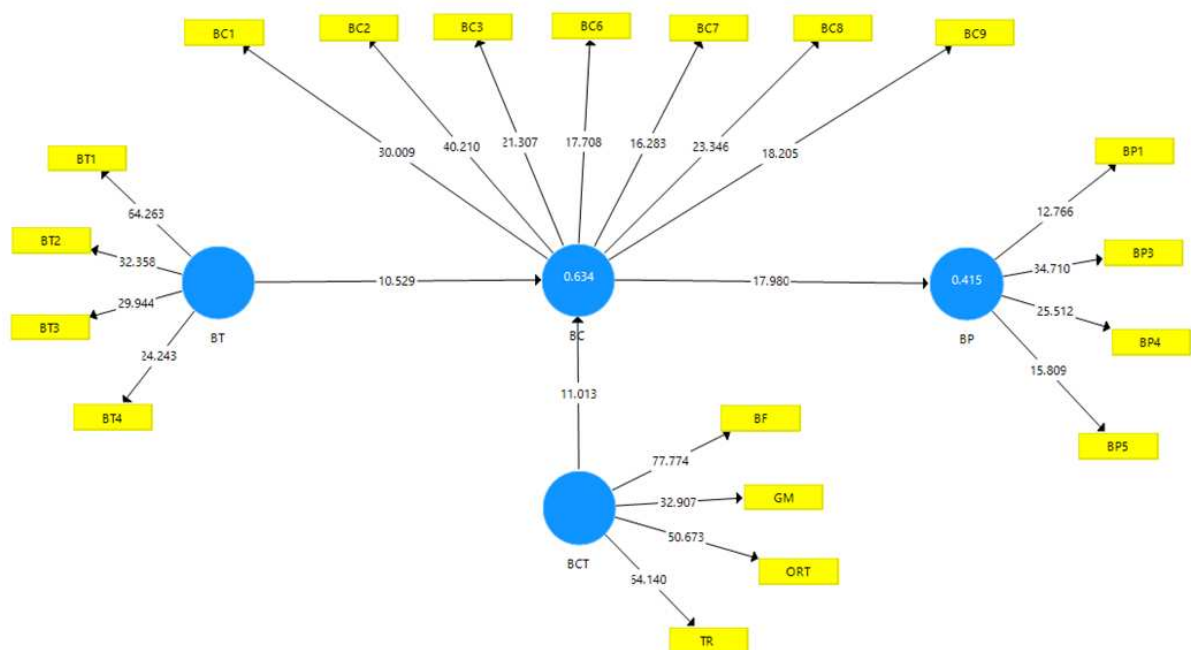 BC1
BC2
BC3
BC6
BC7
BC8
BC9
30.009
40.210
21.307
17.708
16.283
23.346
18.205
BT1
BT2
BT3
BT4
64.263
32.358
29.944
24.243
BT
10.529
0.634
BC
17.980
0.415
BP
BP1
BP3
BP4
BP5
12.766
34.710
25.512
15.809
11.013
BCT
BF
GM
ORT
TR
77.774
32.907
50.673
54.140